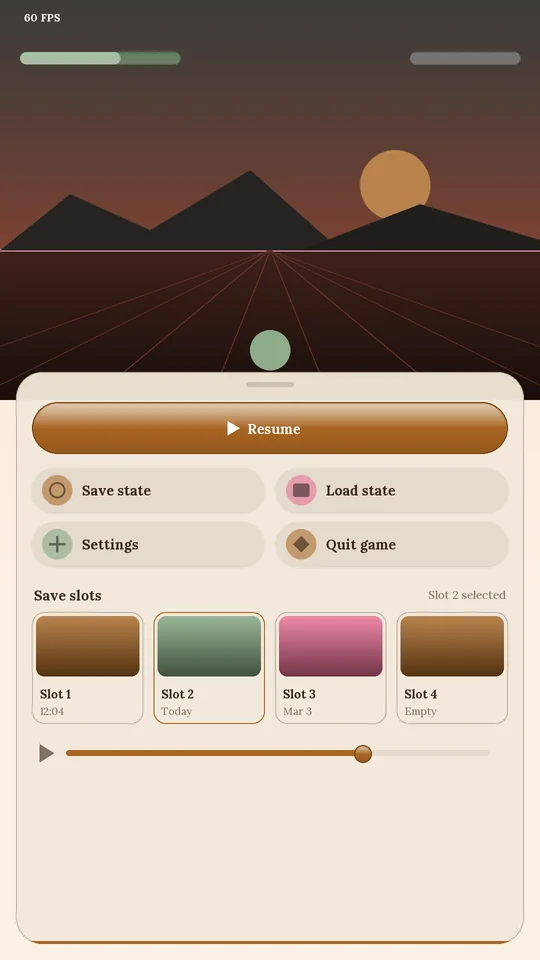 60 FPS
Resume
Save state
Load state
Settings
Quit game
Save slots
Slot 2 selected
Slot 1
12:04
Slot 2
Today
Slot 3
Mar 3
Slot 4
Empty